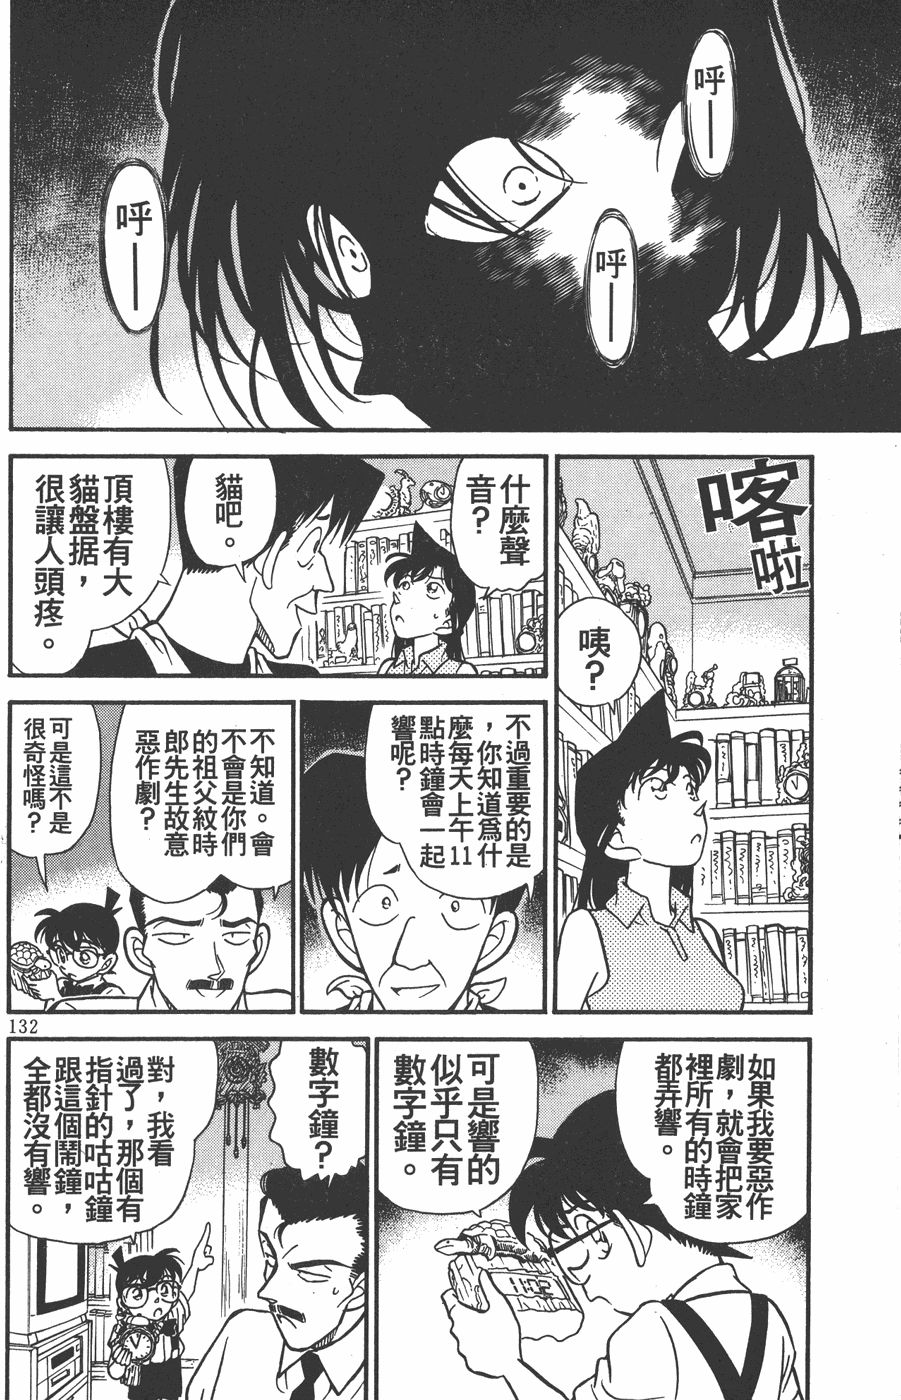 呼｜
呼｜
呼｜
喀啦
咦？
什麼聲
音？
貓吧。
頂樓有大
貓盤据，
很讓人頭疼。
不過重要的是
，你知道為什
麼每天上午11
點時鐘會一起
響呢？
不知道。會
不會是你們
的祖父紋時
郎先生故意
惡作劇？
可是這不是
很奇怪嗎？
132
如果我要惡作
劇，就會把家
裡所有的時鐘
都弄響。
可是響的
似乎只有
數字鐘。
數字鐘？
對，我看
過了，那個有
指針的咕咕鐘
跟這個鬧鐘，
全都沒有響。